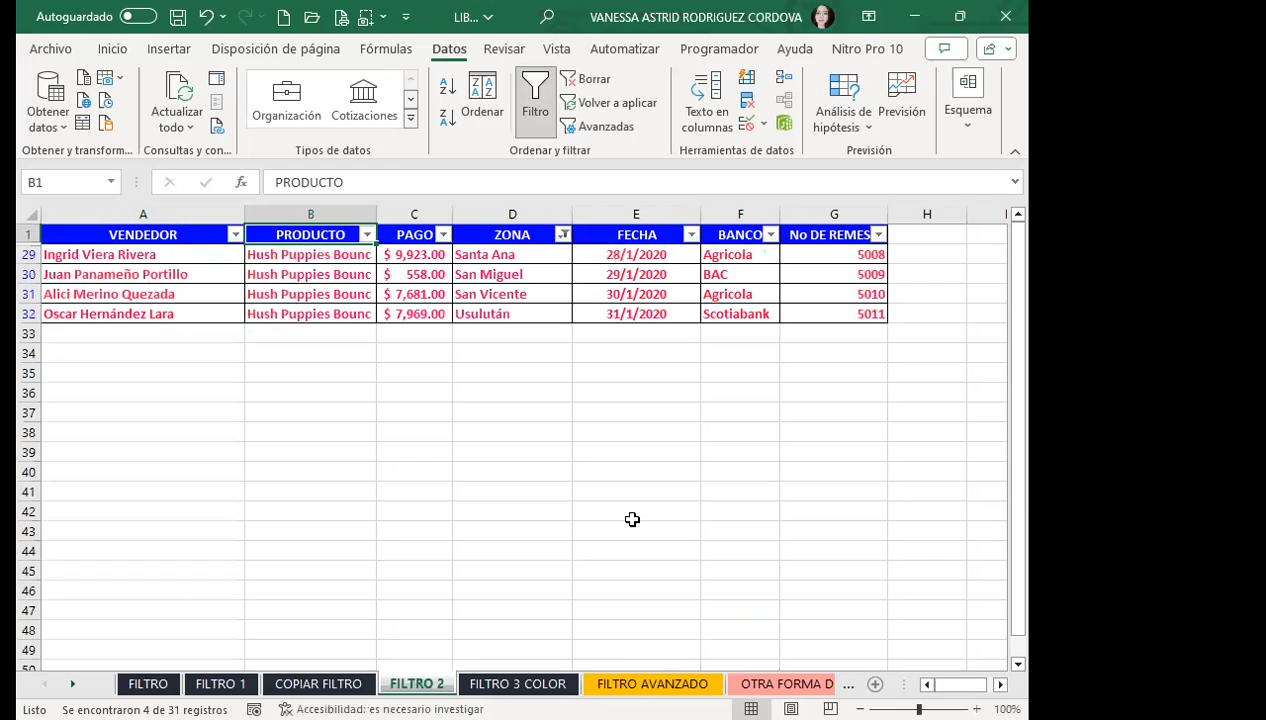 Autoguardado
LIB...
VANESSA ASTRID RODRIGUEZ CORDOVA
Archivo Inicio Insertar Disposición de página Fórmulas Datos Revisar Vista Automatizar Programador Ayuda Nitro Pro 10
Obtener datos
Actualizar todo
Organización Cotizaciones
Ordenar
Filtro
Borrar
Volver a aplicar
Avanzadas
Texto en columnas
Análisis de hipótesis
Previsión
Esquema
Obtener y transform... Consultas y con... Tipos de datos Ordenar y filtrar Herramientas de datos Previsión
B1 fx PRODUCTO
A B C D E F G H I
1 VENDEDOR PRODUCTO PAGO ZONA FECHA BANCO No DE REMES
29 Ingrid Viera Rivera Hush Puppies Bounc $ 9,923.00 Santa Ana 28/1/2020 Agricola 5008
30 Juan Panameño Portillo Hush Puppies Bounc $ 558.00 San Miguel 29/1/2020 BAC 5009
31 Alici Merino Quezada Hush Puppies Bounc $ 7,681.00 San Vicente 30/1/2020 Agricola 5010
32 Oscar Hernández Lara Hush Puppies Bounc $ 7,969.00 Usulután 31/1/2020 Scotiabank 5011
33
34
35
36
37
38
39
40
41
42
43
44
45
46
47
48
49
50
FILTRO FILTRO 1 COPIAR FILTRO FILTRO 2 FILTRO 3 COLOR FILTRO AVANZADO OTRA FORMA D ...
Listo Se encontraron 4 de 31 registros Accesibilidad: es necesario investigar 100%